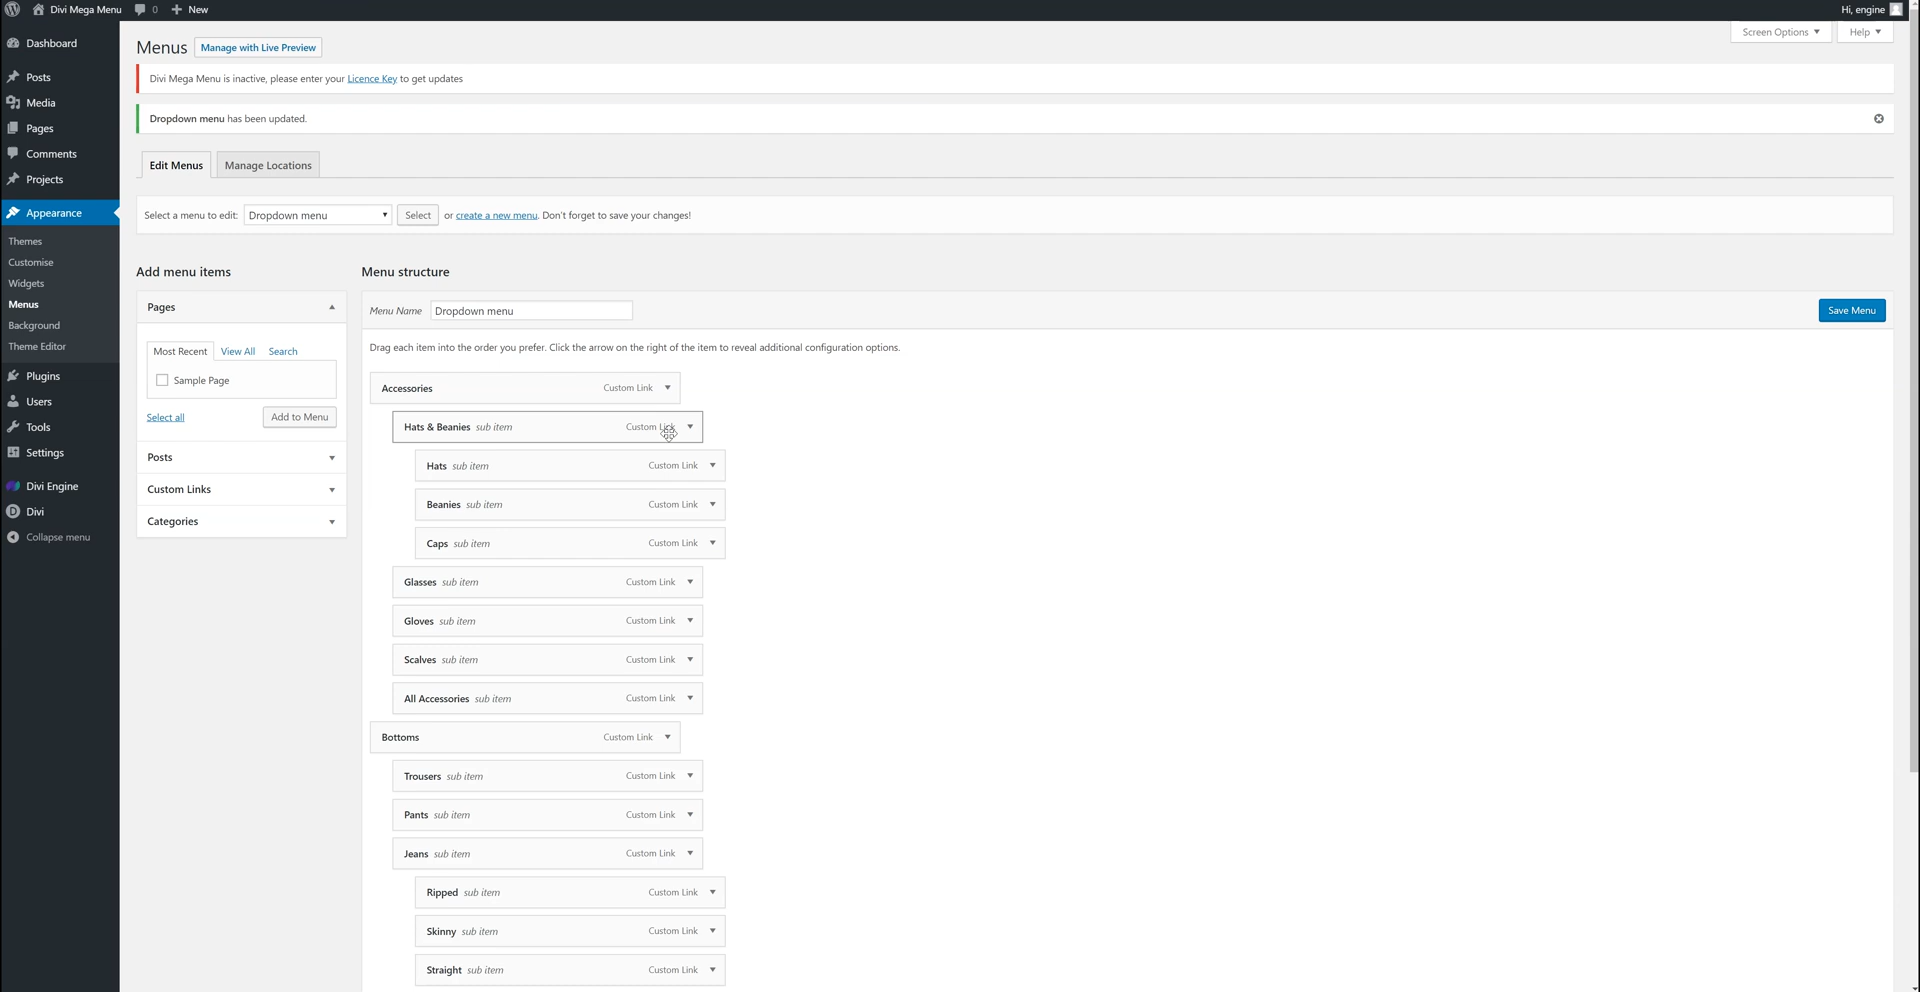 Divi Mega Menu 0 New Hi, engine
Screen Options ▼ Help ▼
Dashboard
Posts
Media
Pages
Comments
Projects
Appearance
Themes
Customise
Widgets
Menus
Background
Theme Editor
Plugins
Users
Tools
Settings
Divi Engine
Divi
Collapse menu
Menus Manage with Live Preview
Divi Mega Menu is inactive, please enter your Licence Key to get updates
Dropdown menu has been updated.
Edit Menus Manage Locations
Select a menu to edit: Dropdown menu Select or create a new menu. Don't forget to save your changes!
Add menu items
Pages
Most Recent View All Search
Sample Page
Select all Add to Menu
Posts
Custom Links
Categories
Menu structure
Menu Name Dropdown menu Save Menu
Drag each item into the order you prefer. Click the arrow on the right of the item to reveal additional configuration options.
Accessories Custom Link
Hats & Beanies sub item Custom Link
Hats sub item Custom Link
Beanies sub item Custom Link
Caps sub item Custom Link
Glasses sub item Custom Link
Gloves sub item Custom Link
Scalves sub item Custom Link
All Accessories sub item Custom Link
Bottoms Custom Link
Trousers sub item Custom Link
Pants sub item Custom Link
Jeans sub item Custom Link
Ripped sub item Custom Link
Skinny sub item Custom Link
Straight sub item Custom Link